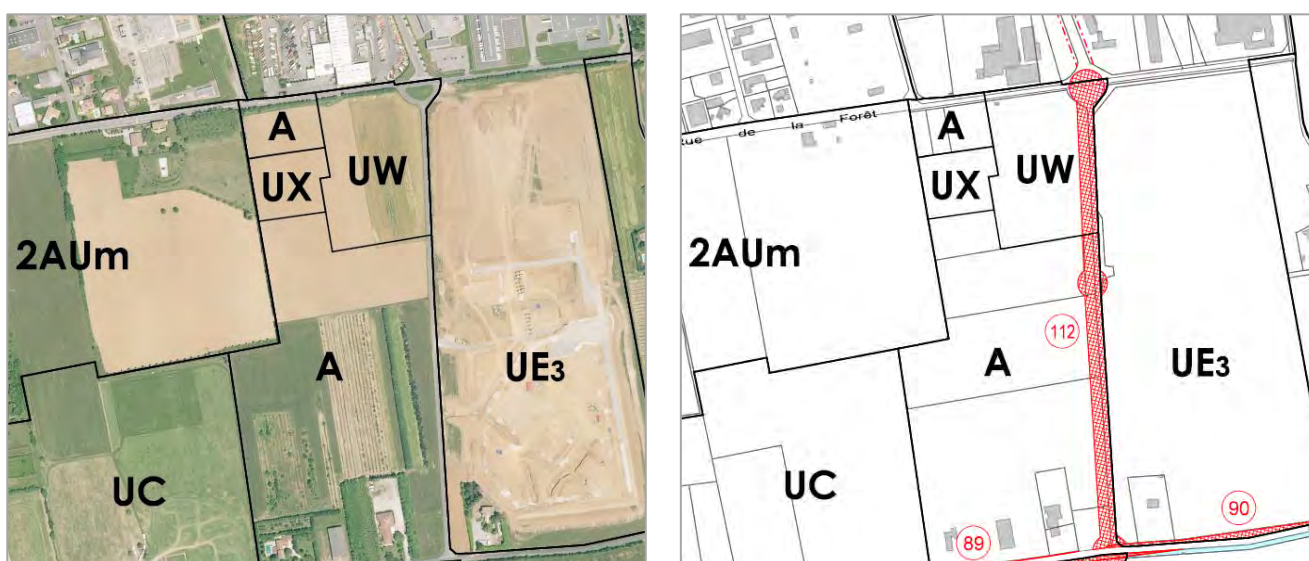 A
UX
UW
2AUm
A
UE3
UC
Rue de la Forêt
A
UX
UW
2AUm
112
A
UE3
UC
90
89